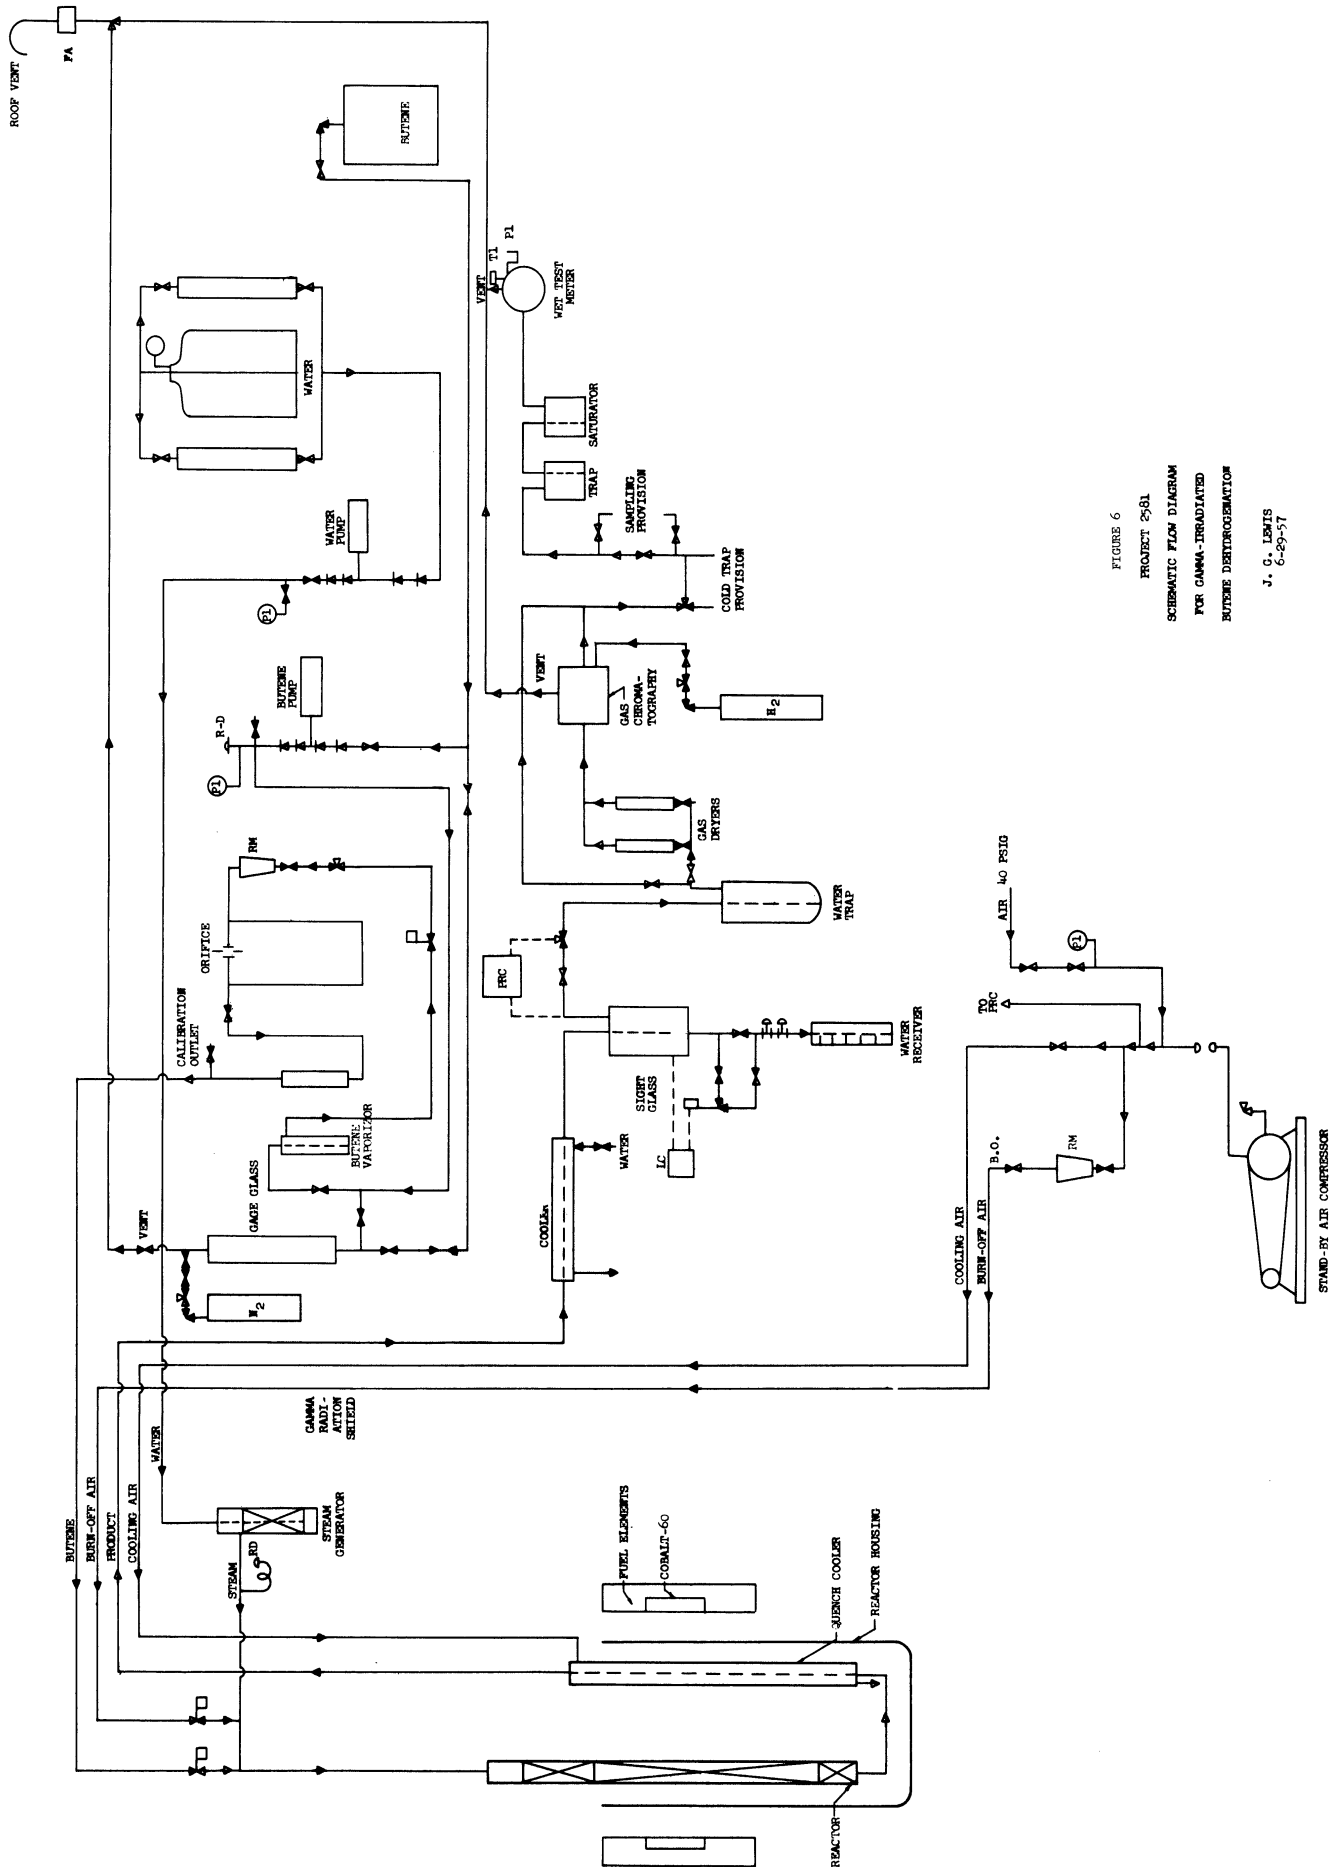 ROOF VENT
FA
BUTENE
WATER
T1
P1
VENT
WET TEST
METER
SATURATOR
TRAP
SAMPLING
PROVISION
COLD TRAP
PROVISION
WATER
PUMP
P1
BUTENE
PUMP
R-D
P1
VENT
GAS
CHROMA-
TOGRAPHY
H2
GAS
DRYERS
WATER
TRAP
RM
ORIFICE
CALIBRATION
OUTLET
BUTENE
VAPORIZOR
GAGE GLASS
VENT
N2
PRC
SIGHT
GLASS
LC
WATER
RECEIVER
WATER
COOLER
AIR 40 PSIG
P1
TO
PRC
B.O.
RM
COOLING AIR
BURN-OFF AIR
STAND-BY AIR COMPRESSOR
GAMMA
RADI-
ATION
SHIELD
WATER
BUTENE
BURN-OFF AIR
PRODUCT
COOLING AIR
STEAM
GENERATOR
STEAM
RD
FUEL ELEMENTS
COBALT-60
QUENCH COOLER
REACTOR HOUSING
REACTOR
FIGURE 6
PROJECT 2581
SCHEMATIC FLOW DIAGRAM
FOR GAMMA-IRRADIATED
BUTENE DEHYDROGENATION
J. G. LEWIS
6-29-57